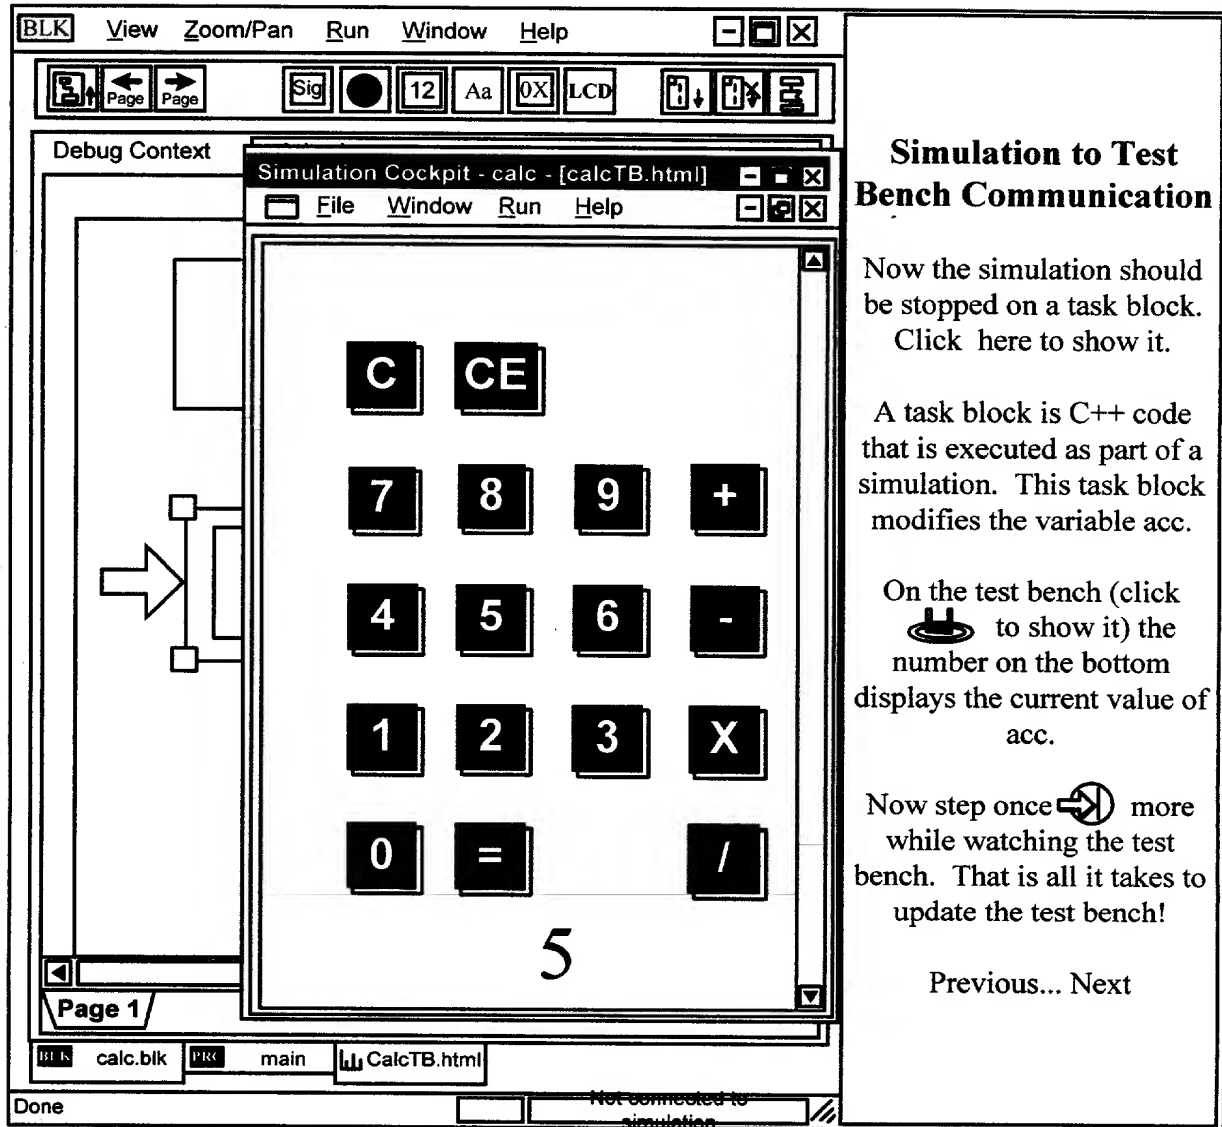 BLK View Zoom/Pan Run Window Help
Page Page Sig 12 Aa 0X LCD
Debug Context
Simulation Cockpit - calc - [calcTB.html]
File Window Run Help
C CE
7 8 9 +
4 5 6 -
1 2 3 X
0 = /
5
Page 1
BLK calc.blk PRC main CalcTB.html
Done
Not connected to
simulation
Simulation to Test
Bench Communication
Now the simulation should
be stopped on a task block.
Click here to show it.
A task block is C++ code
that is executed as part of a
simulation. This task block
modifies the variable acc.
On the test bench (click
to show it) the
number on the bottom
displays the current value of
acc.
Now step once more
while watching the test
bench. That is all it takes to
update the test bench!
Previous... Next